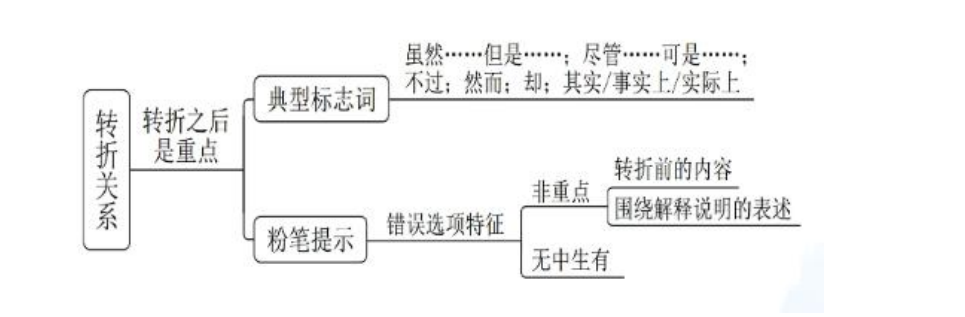 转折关系
转折之后
是重点
典型标志词
虽然……但是……；尽管……可是……；
不过；然而；却；其实/事实上/实际上
粉笔提示
错误选项特征
非重点
转折前的内容
围绕解释说明的表述
无中生有